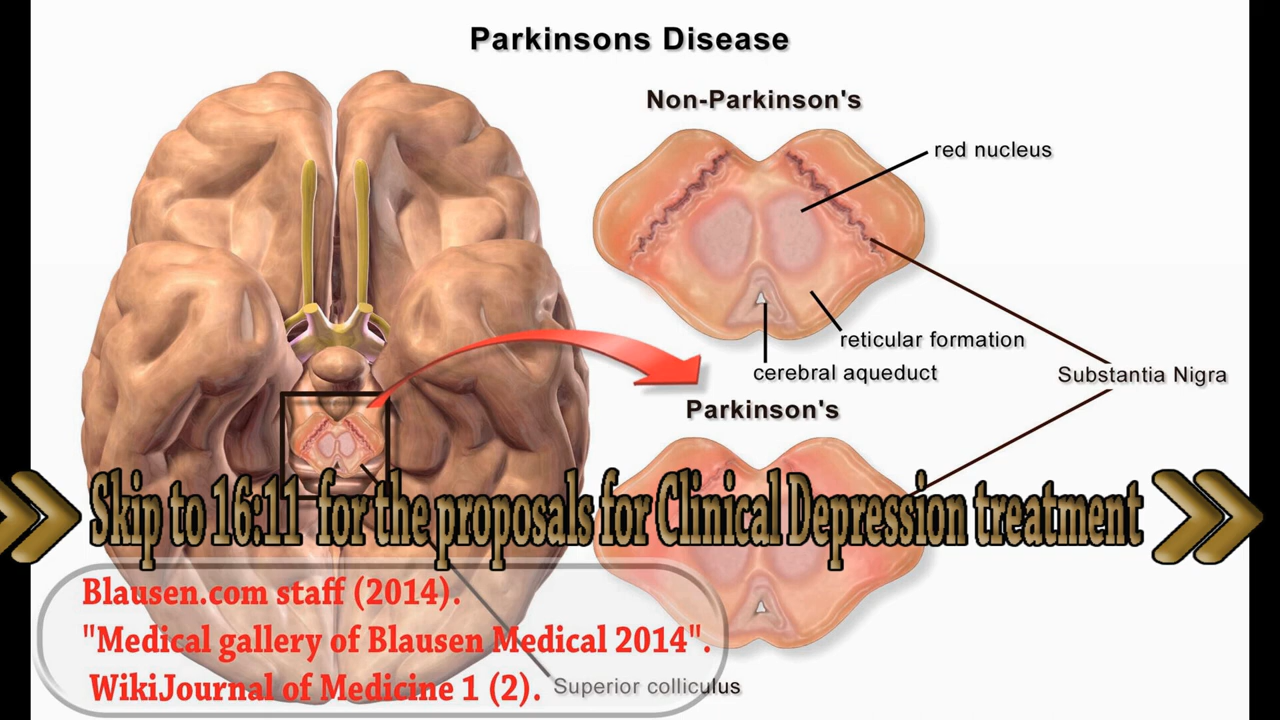 Parkinsons Disease
Non-Parkinson's
red nucleus
reticular formation
cerebral aqueduct
Substantia Nigra
Parkinson's
Skip to 16:11 for the proposals for Clinical Depression treatment
Blausen.com staff (2014).
"Medical gallery of Blausen Medical 2014".
WikiJournal of Medicine 1 (2).
Superior colliculus